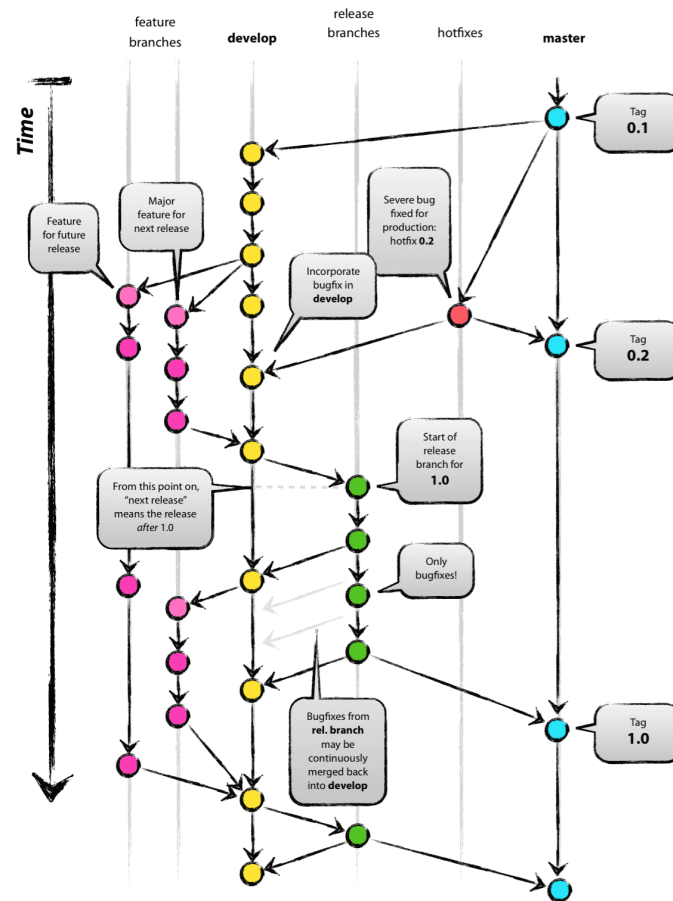 feature
branches
develop
release
branches
hotfixes
master
Time
Tag
0.1
Major
feature for
next release
Severe bug
fixed for
production:
hotfix 0.2
Feature
for future
release
Incorporate
bugfix in
develop
Tag
0.2
Start of
release
branch for
1.0
From this point on,
“next release”
means the release
after 1.0
Only
bugfixes!
Bugfixes from
rel. branch
may be
continuously
merged back
into develop
Tag
1.0